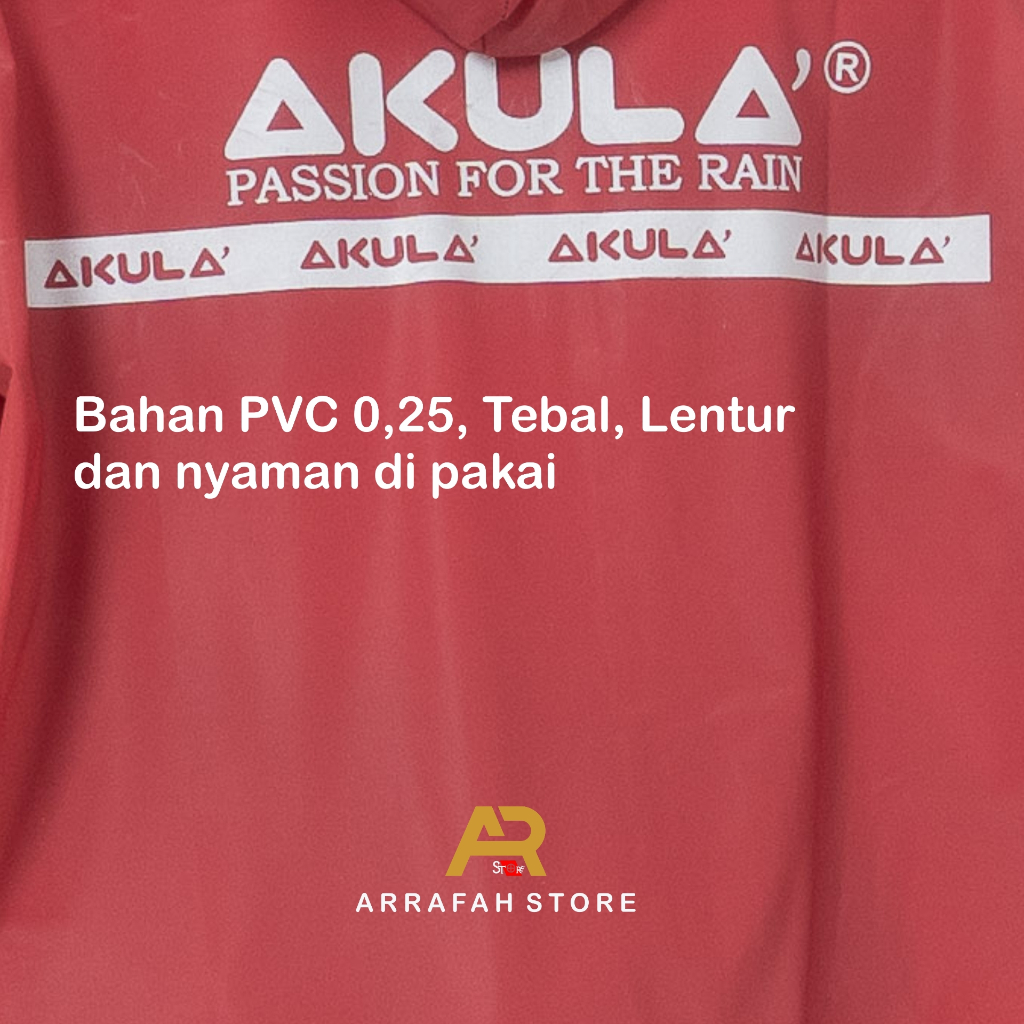 AKULA’®
PASSION FOR THE RAIN
AKULA’ AKULA’ AKULA’ AKULA’
Bahan PVC 0,25, Tebal, Lentur
dan nyaman di pakai
AR
STORE
ARRAFAH STORE